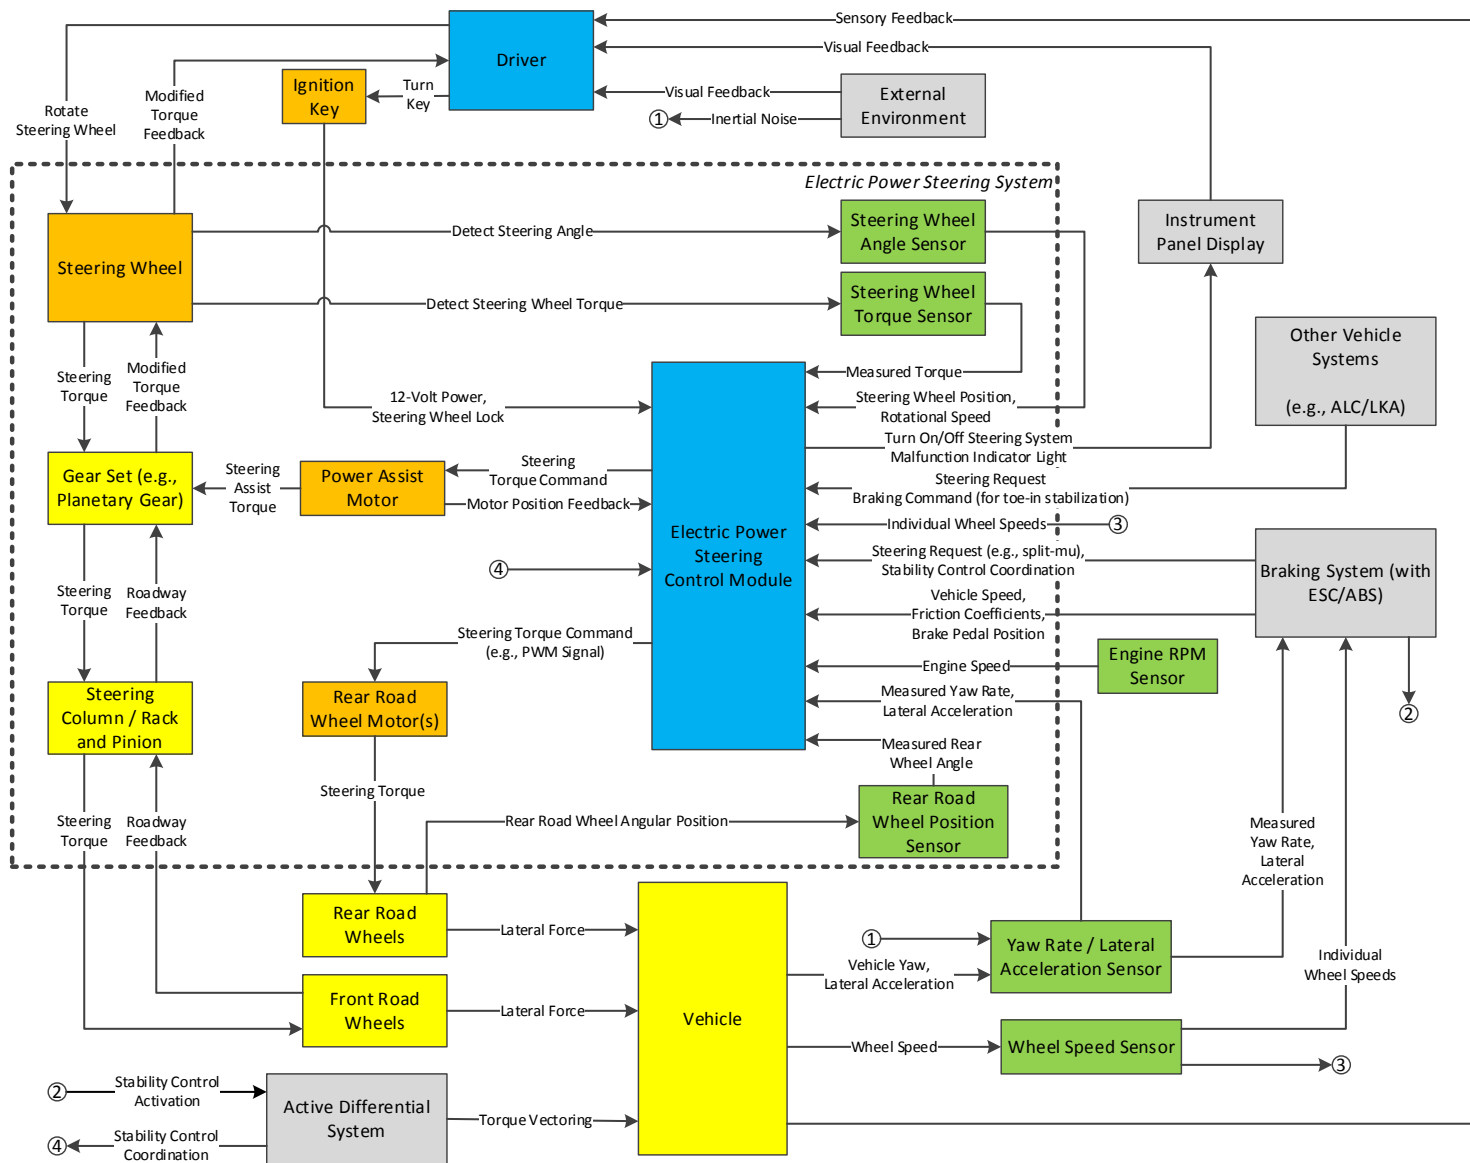 Sensory Feedback
Visual Feedback
Driver
Ignition
Key
Turn
Key
Visual Feedback
External
Environment
①
Inertial Noise
Rotate
Steering Wheel
Modified
Torque
Feedback
Electric Power Steering System
Steering Wheel
Detect Steering Angle
Steering Wheel
Angle Sensor
Instrument
Panel Display
Detect Steering Wheel Torque
Steering Wheel
Torque Sensor
Other Vehicle
Systems
(e.g., ALC/LKA)
Steering
Torque
Modified
Torque
Feedback
12-Volt Power,
Steering Wheel Lock
Measured Torque
Steering Wheel Position,
Rotational Speed
Turn On/Off Steering System
Malfunction Indicator Light
Gear Set (e.g.,
Planetary Gear)
Steering
Assist
Torque
Power Assist
Motor
Steering
Torque Command
Motor Position Feedback
Electric Power
Steering
Control Module
Steering Request
Braking Command (for toe-in stabilization)
Individual Wheel Speeds
③
④
Steering Request (e.g., split-mu),
Stability Control Coordination
Braking System (with
ESC/ABS)
Steering
Torque
Roadway
Feedback
Vehicle Speed,
Friction Coefficients,
Brake Pedal Position
Steering Torque Command
(e.g., PWM Signal)
Engine Speed
Engine RPM
Sensor
Steering
Column / Rack
and Pinion
Rear Road
Wheel Motor(s)
Measured Yaw Rate,
Lateral Acceleration
②
Measured Rear
Wheel Angle
Steering Torque
Steering
Torque
Roadway
Feedback
Rear Road Wheel Angular Position
Rear Road
Wheel Position
Sensor
Measured
Yaw Rate,
Lateral
Acceleration
Rear Road
Wheels
Lateral Force
①
Yaw Rate / Lateral
Acceleration Sensor
Vehicle Yaw,
Lateral Acceleration
Individual
Wheel Speeds
Front Road
Wheels
Lateral Force
Vehicle
Wheel Speed
Wheel Speed Sensor
③
②
Stability Control
Activation
Active Differential
System
Torque Vectoring
④
Stability Control
Coordination